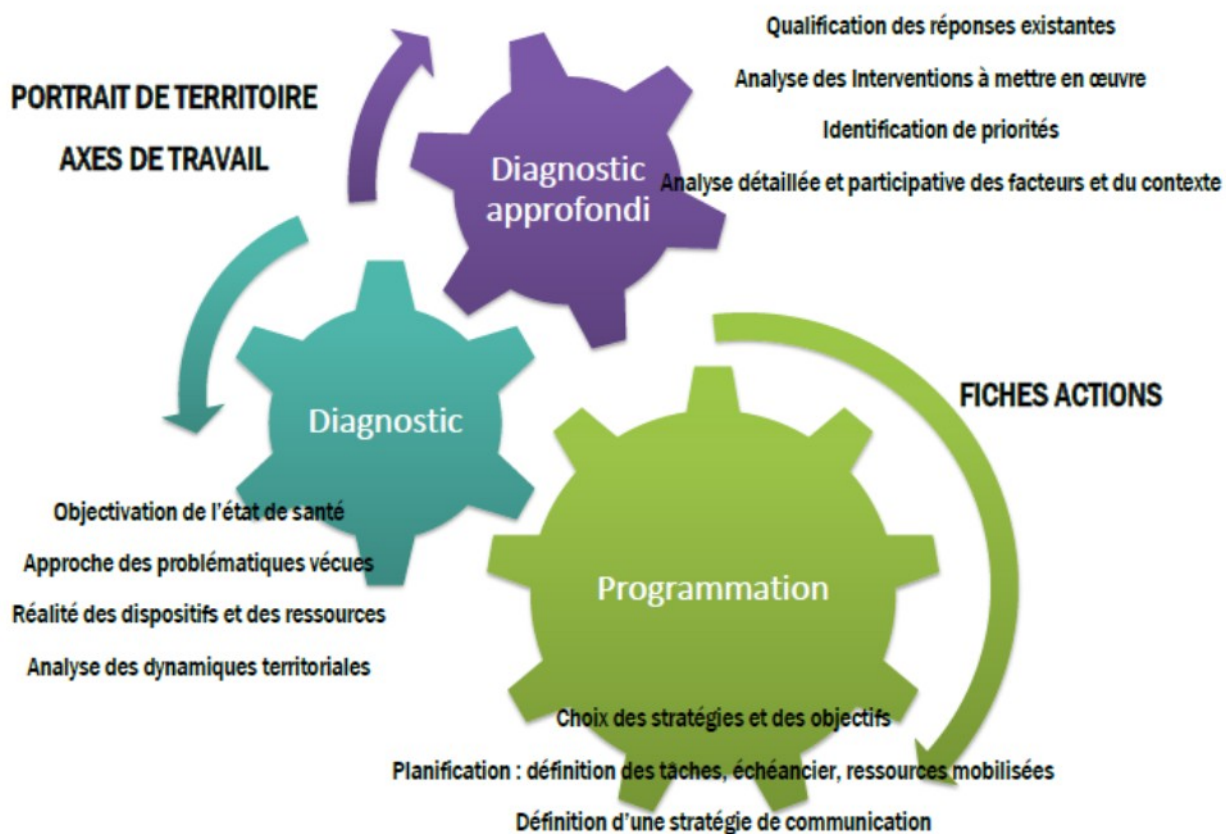 Qualification des réponses existantes
Analyse des Interventions à mettre en œuvre
Identification de priorités
Analyse détaillée et participative des facteurs et du contexte
PORTRAIT DE TERRITOIRE
AXES DE TRAVAIL
Diagnostic
approfondi
Diagnostic
Objectivation de l'état de santé
Approche des problématiques vécues
Réalité des dispositifs et des ressources
Analyse des dynamiques territoriales
FICHES ACTIONS
Programmation
Choix des stratégies et des objectifs
Planification : définition des tâches, échéancier, ressources mobilisées
Définition d'une stratégie de communication